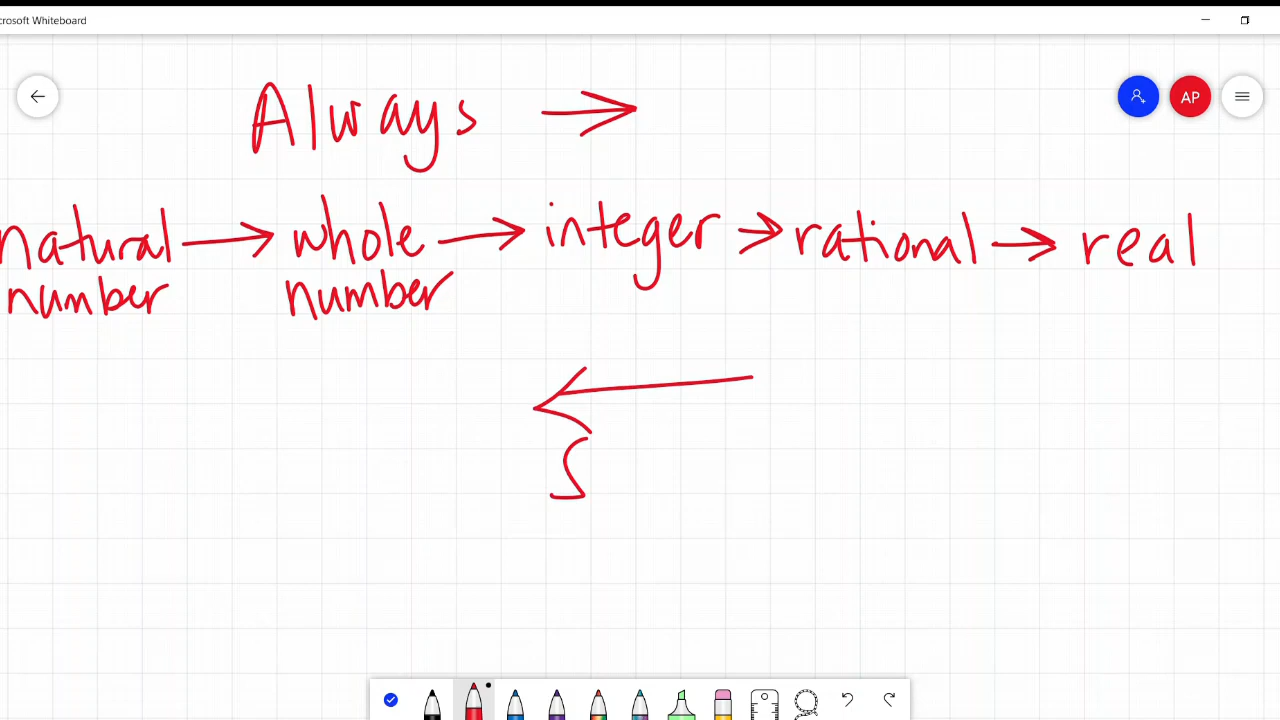 crosoft Whiteboard
AP
Always →
natural → whole → integer → rational → real
number number
←
S